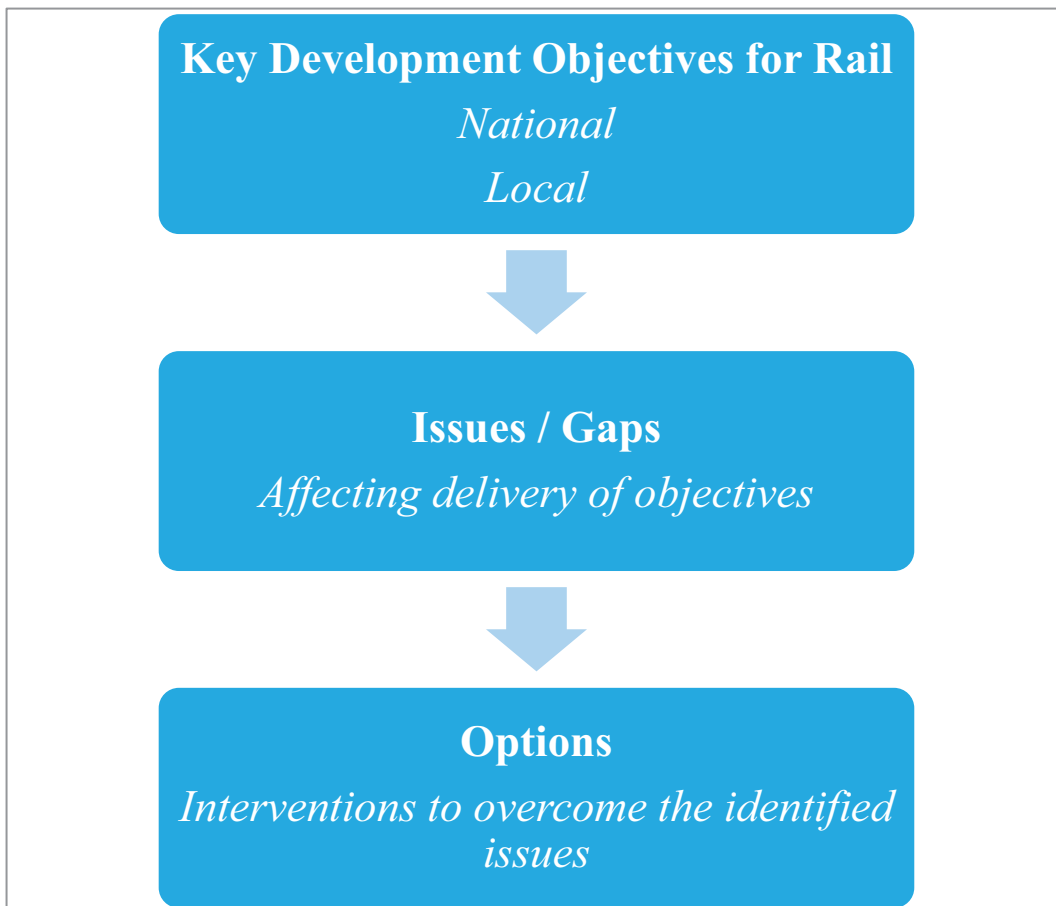 Key Development Objectives for Rail
National
Local
Issues / Gaps
Affecting delivery of objectives
Options
Interventions to overcome the identified
issues